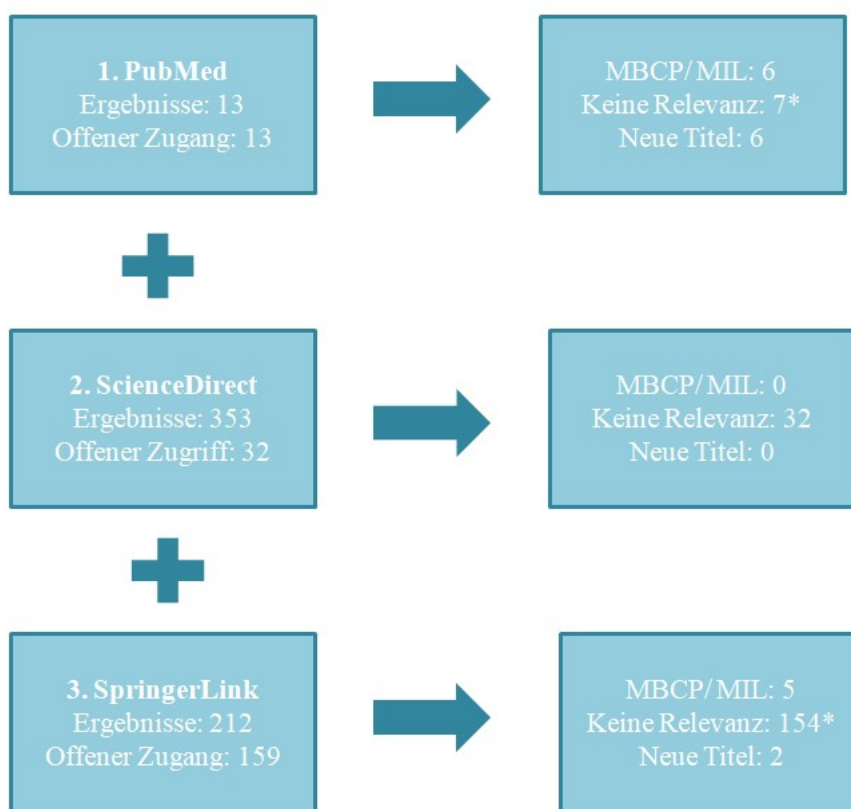 1. PubMed
Ergebnisse: 13
Offener Zugang: 13
MBCP/ MIL: 6
Keine Relevanz: 7*
Neue Titel: 6
2. ScienceDirect
Ergebnisse: 353
Offener Zugriff: 32
MBCP/ MIL: 0
Keine Relevanz: 32
Neue Titel: 0
3. SpringerLink
Ergebnisse: 212
Offener Zugang: 159
MBCP/ MIL: 5
Keine Relevanz: 154*
Neue Titel: 2